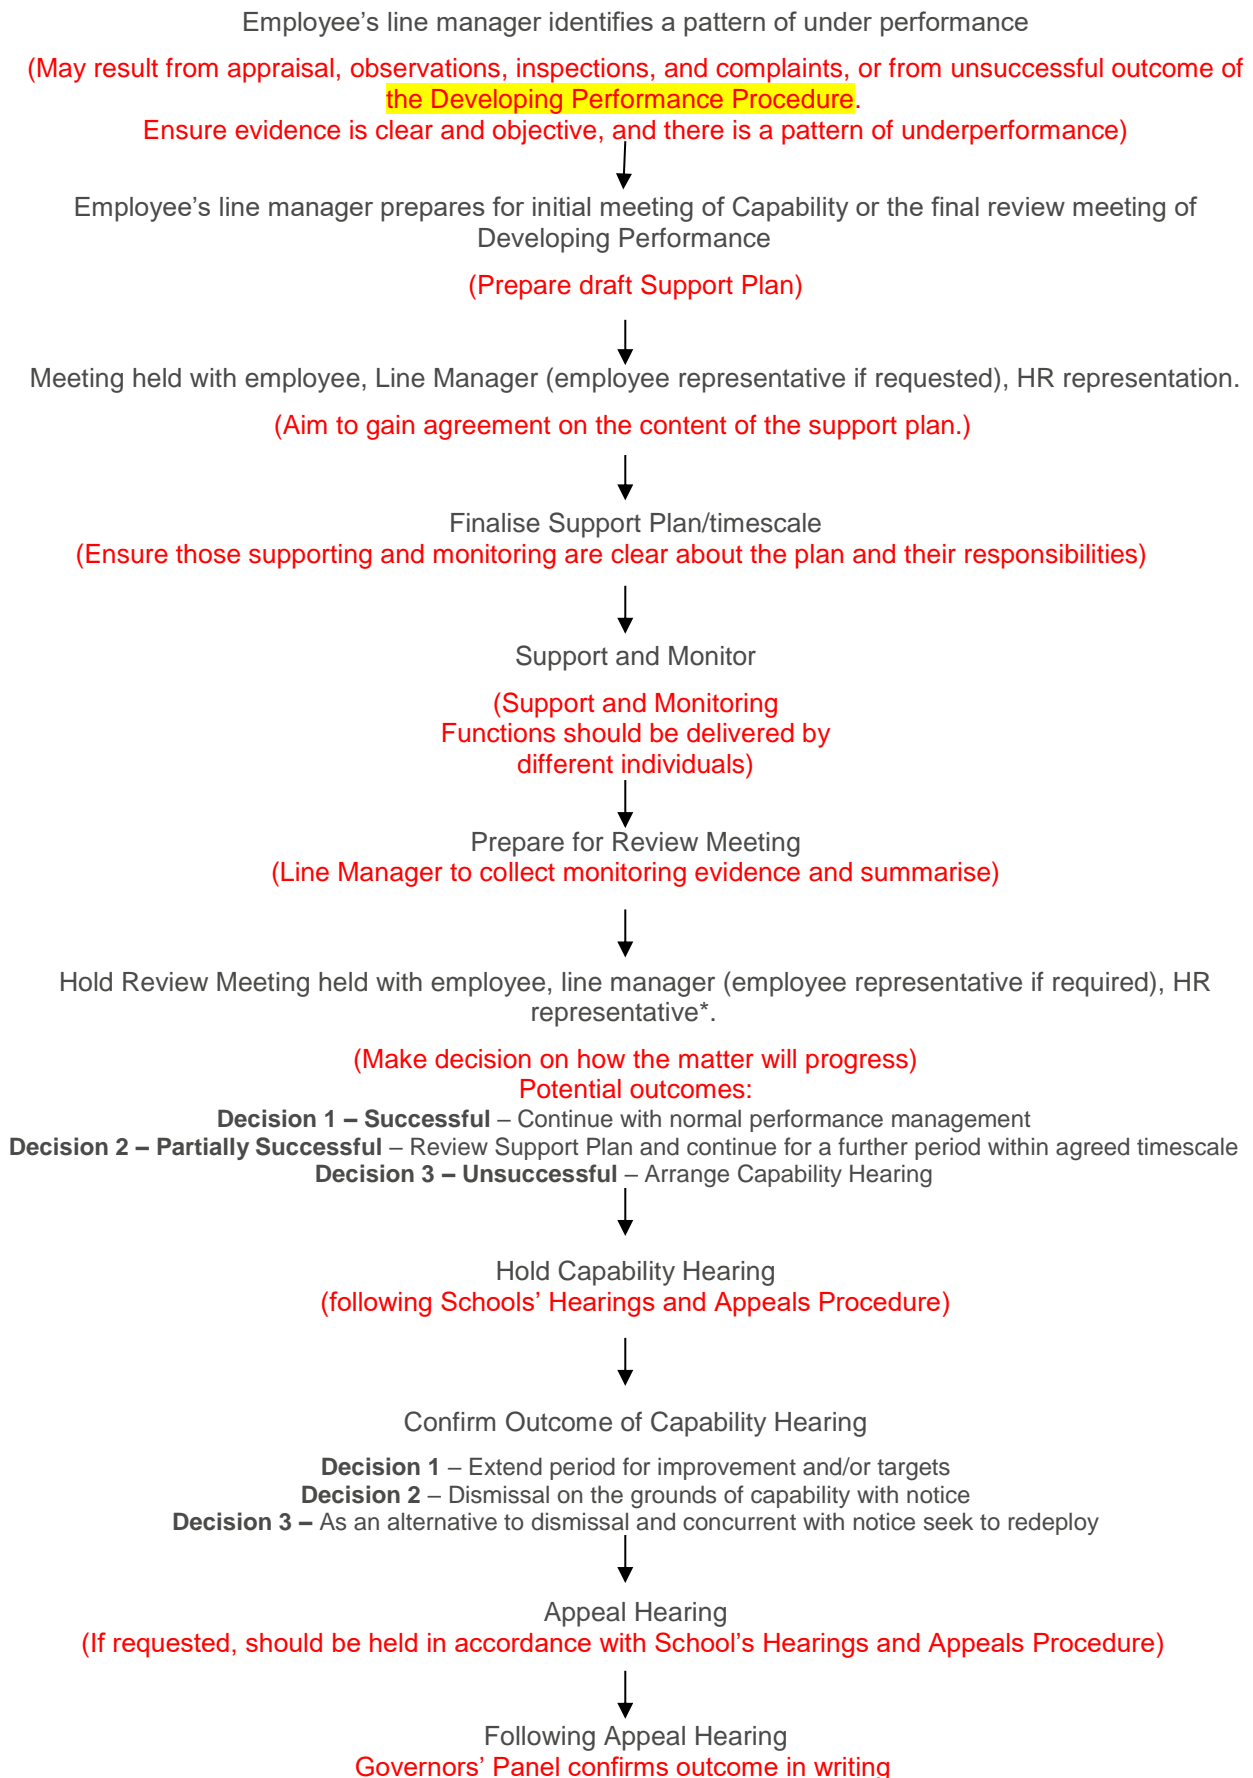 Employee’s line manager identifies a pattern of under performance
(May result from appraisal, observations, inspections, and complaints, or from unsuccessful outcome of
the Developing Performance Procedure.
Ensure evidence is clear and objective, and there is a pattern of underperformance)
Employee’s line manager prepares for initial meeting of Capability or the final review meeting of
Developing Performance
(Prepare draft Support Plan)
Meeting held with employee, Line Manager (employee representative if requested), HR representation.
(Aim to gain agreement on the content of the support plan.)
Finalise Support Plan/timescale
(Ensure those supporting and monitoring are clear about the plan and their responsibilities)
Support and Monitor
(Support and Monitoring
Functions should be delivered by
different individuals)
Prepare for Review Meeting
(Line Manager to collect monitoring evidence and summarise)
Hold Review Meeting held with employee, line manager (employee representative if required), HR
representative*.
(Make decision on how the matter will progress)
Potential outcomes:
Decision 1 – Successful – Continue with normal performance management
Decision 2 – Partially Successful – Review Support Plan and continue for a further period within agreed timescale
Decision 3 – Unsuccessful – Arrange Capability Hearing
Hold Capability Hearing
(following Schools’ Hearings and Appeals Procedure)
Confirm Outcome of Capability Hearing
Decision 1 – Extend period for improvement and/or targets
Decision 2 – Dismissal on the grounds of capability with notice
Decision 3 – As an alternative to dismissal and concurrent with notice seek to redeploy
Appeal Hearing
(If requested, should be held in accordance with School’s Hearings and Appeals Procedure)
Following Appeal Hearing
Governors’ Panel confirms outcome in writing